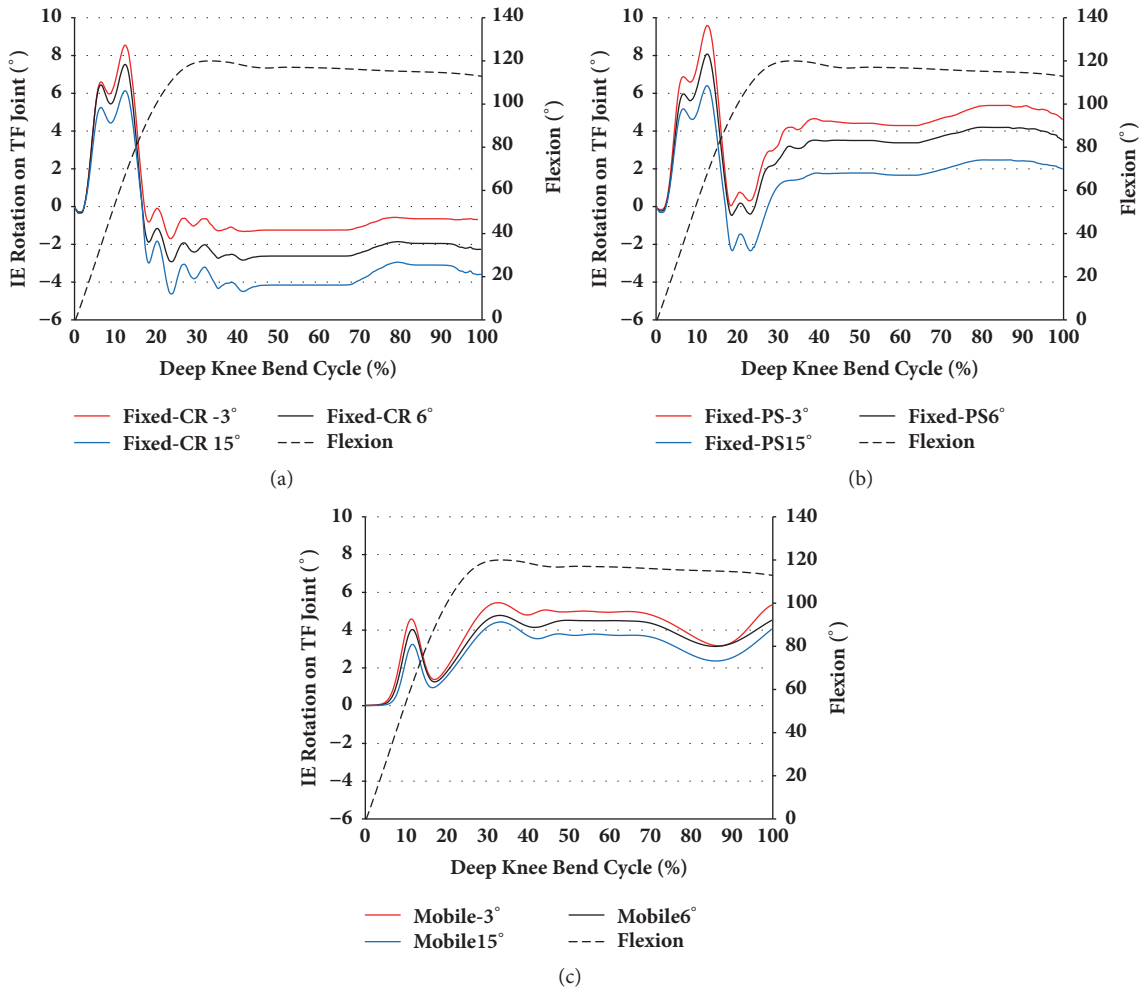 10
8
6
4
2
0
−2
−4
−6
IE Rotation on TF Joint (°)
140
120
100
80
60
40
20
0
Flexion (°)
0 10 20 30 40 50 60 70 80 90 100
Deep Knee Bend Cycle (%)
Fixed-CR -3° Fixed-CR 6°
Fixed-CR 15° Flexion
(a)
10
8
6
4
2
0
−2
−4
−6
IE Rotation on TF Joint (°)
140
120
100
80
60
40
20
0
Flexion (°)
0 10 20 30 40 50 60 70 80 90 100
Deep Knee Bend Cycle (%)
Fixed-PS-3° Fixed-PS6°
Fixed-PS15° Flexion
(b)
10
8
6
4
2
0
−2
−4
−6
IE Rotation on TF Joint (°)
140
120
100
80
60
40
20
0
Flexion (°)
0 10 20 30 40 50 60 70 80 90 100
Deep Knee Bend Cycle (%)
Mobile-3° Mobile6°
Mobile15° Flexion
(c)